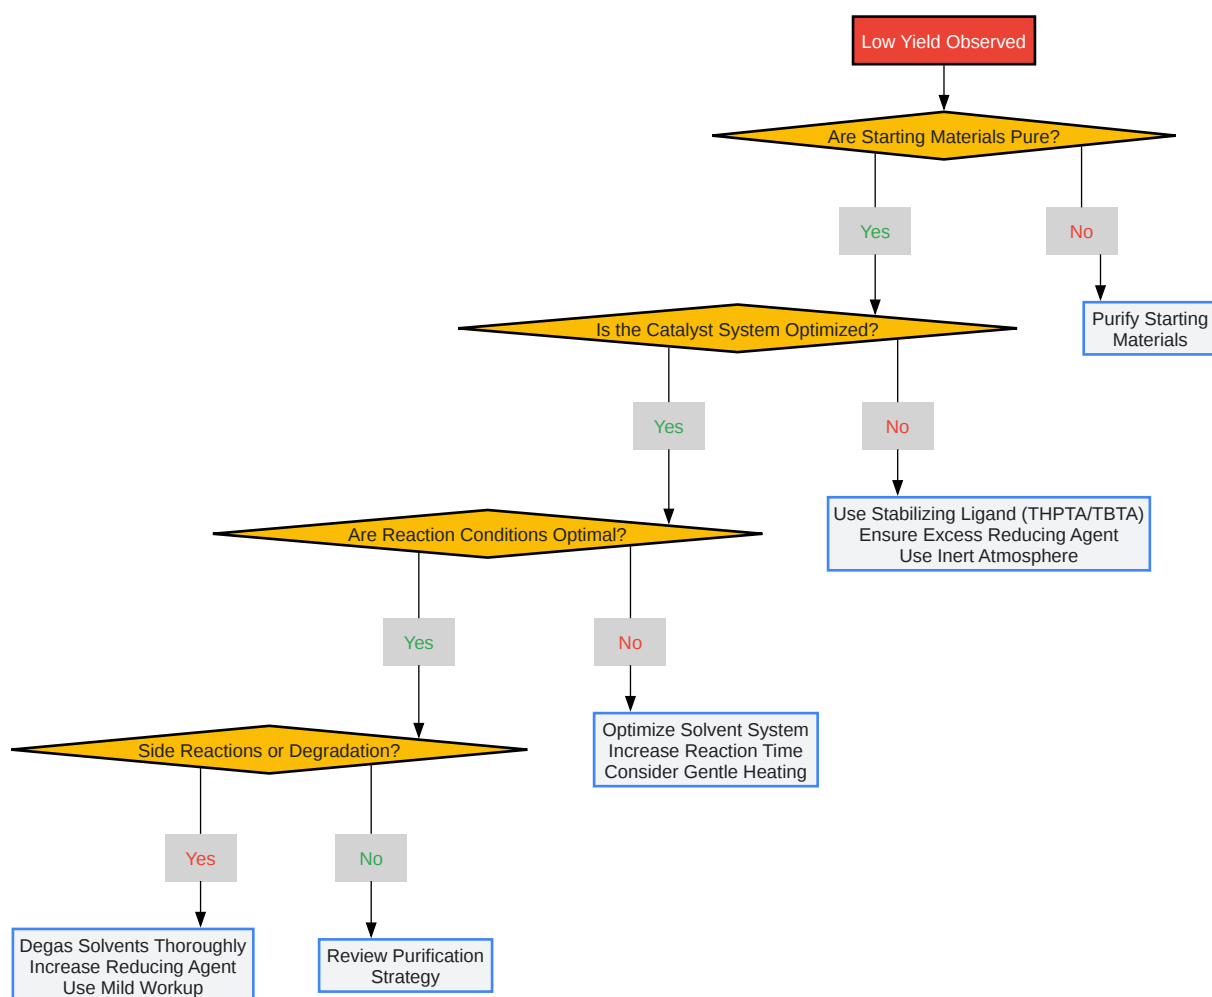 Low Yield Observed
Are Starting Materials Pure?
Yes
No
Is the Catalyst System Optimized?
Purify Starting
Materials
Yes
No
Are Reaction Conditions Optimal?
Use Stabilizing Ligand (THPTA/TBTA)
Ensure Excess Reducing Agent
Use Inert Atmosphere
Yes
No
Side Reactions or Degradation?
Optimize Solvent System
Increase Reaction Time
Consider Gentle Heating
Yes
No
Degas Solvents Thoroughly
Increase Reducing Agent
Use Mild Workup
Review Purification
Strategy